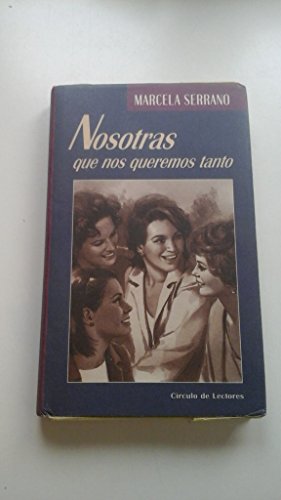 MARCELA SERRANO
Nosotras
que nos queremos tanto
Círculo de Lectores